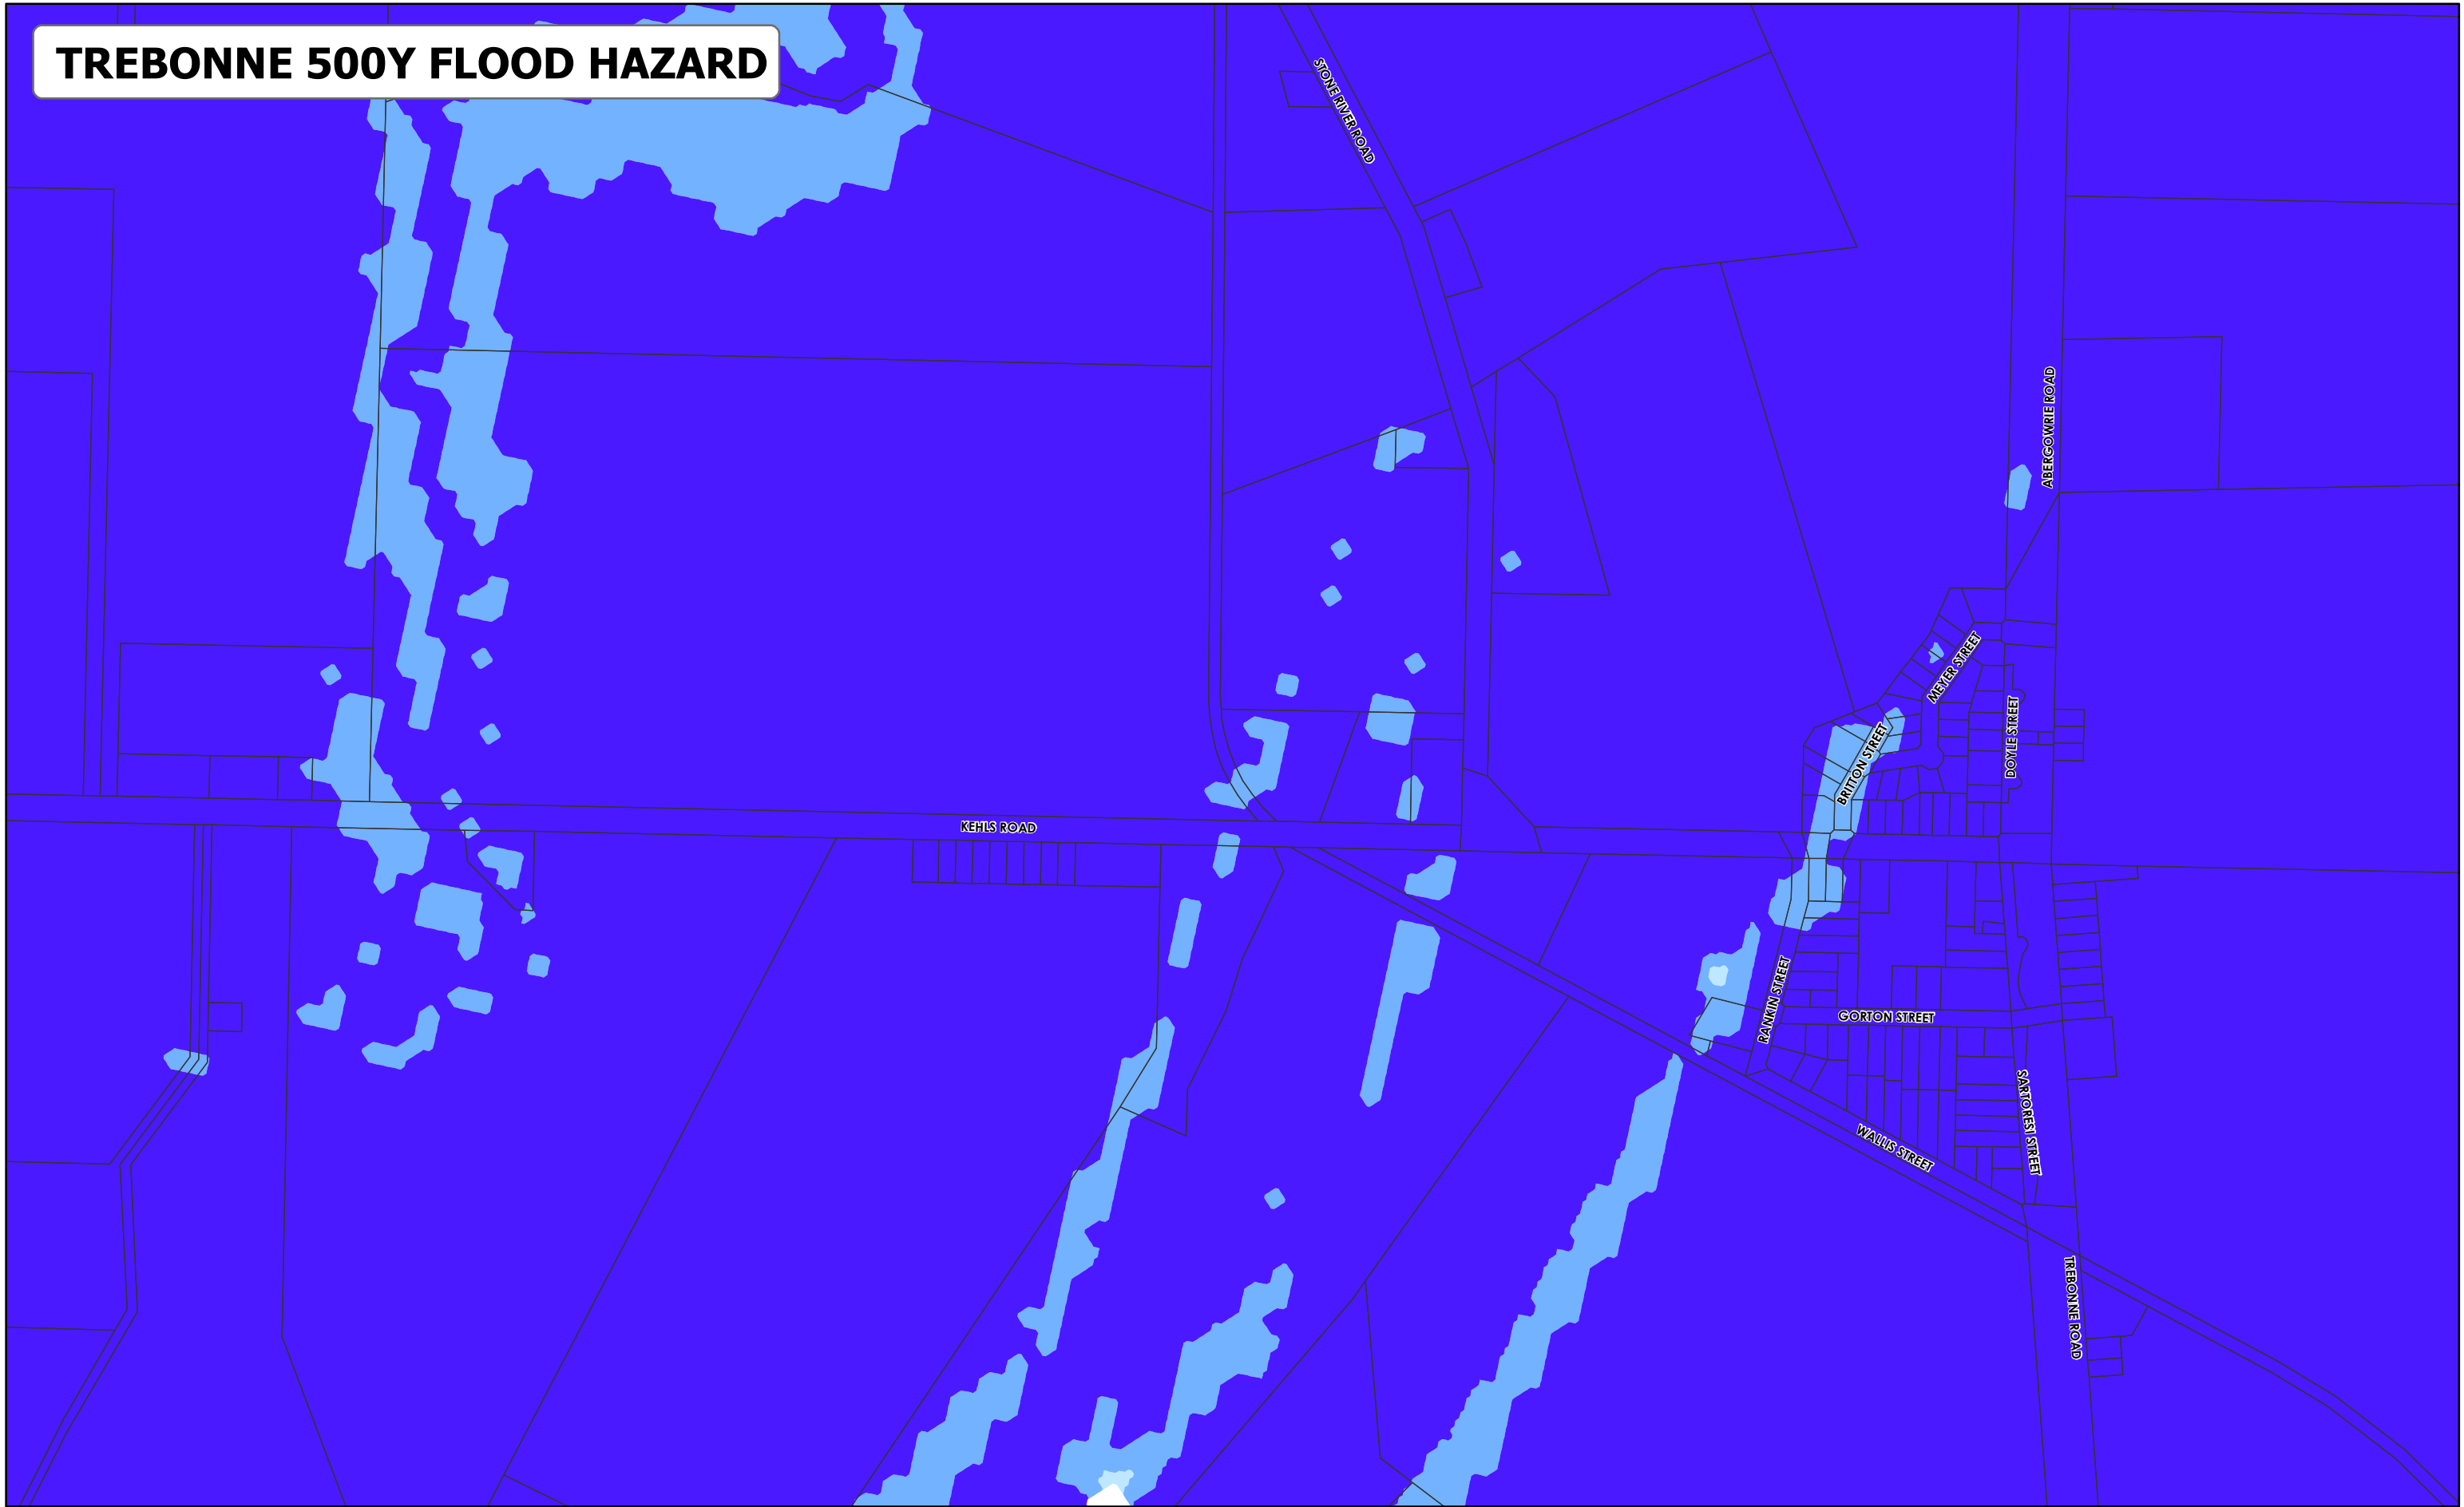 TREBONNE 500Y FLOOD HAZARD
STONE RIVER ROAD
ABERGOWRIE ROAD
MEYER STREET
DOYLE STREET
BRITTON STREET
KEHLS ROAD
RANKIN STREET
GORTON STREET
SARTORESI STREET
WALLIS STREET
TREBONNE ROAD